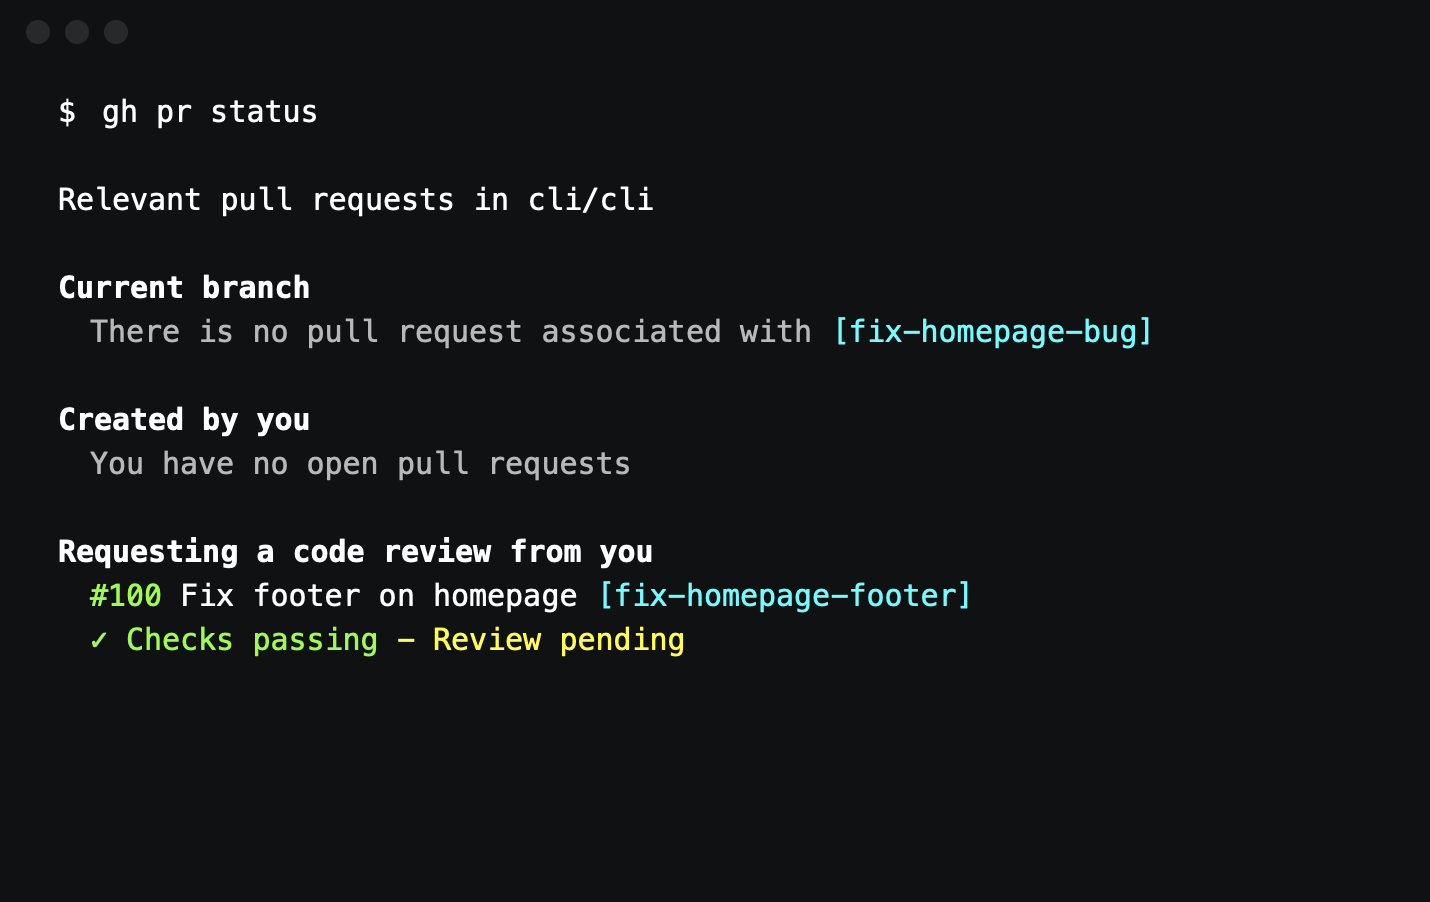 $ gh pr status
Relevant pull requests in cli/cli
Current branch
There is no pull request associated with [fix-homepage-bug]
Created by you
You have no open pull requests
Requesting a code review from you
#100 Fix footer on homepage [fix-homepage-footer]
✓ Checks passing - Review pending